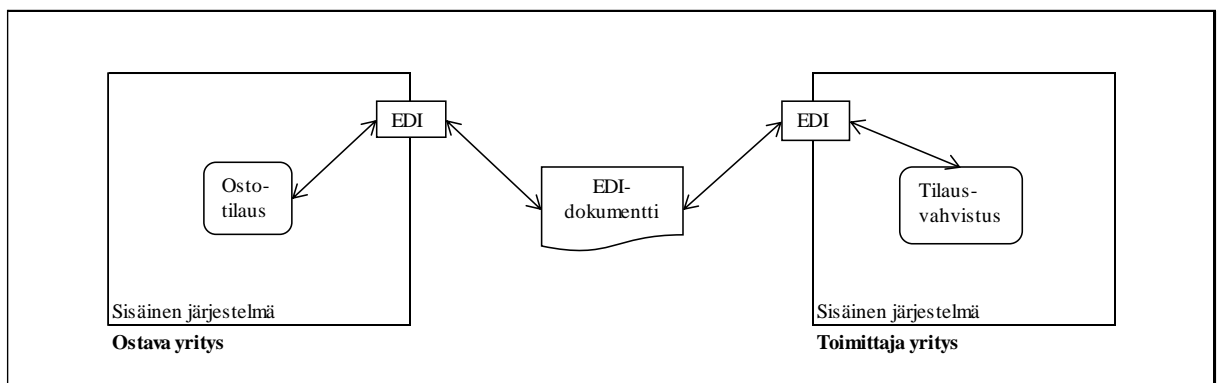 EDI
EDI
Osto-
tilaus
EDI-
dokumentti
Tilaus-
vahvistus
Sisäinen järjestelmä
Ostava yritys
Sisäinen järjestelmä
Toimittaja yritys